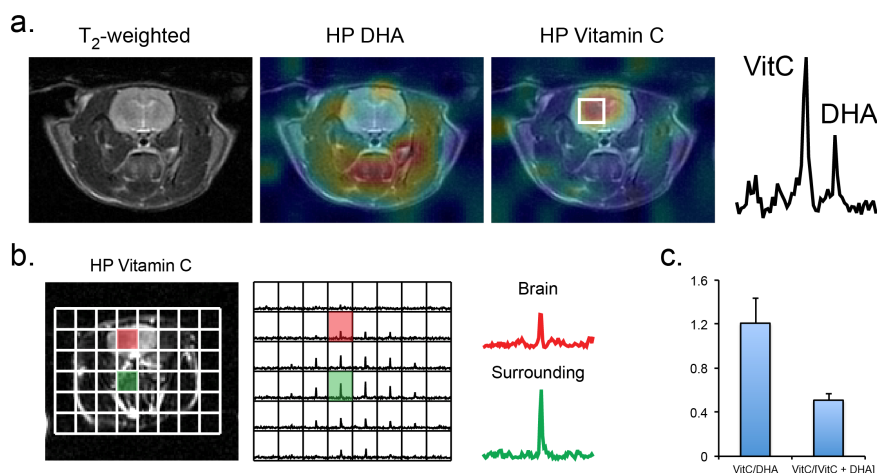 a.
T2-weighted
HP DHA
HP Vitamin C
VitC
DHA
b.
HP Vitamin C
Brain
Surrounding
c.
1.6
1.2
0.8
0.4
0
VitC/DHA
VitC/[VitC + DHA]